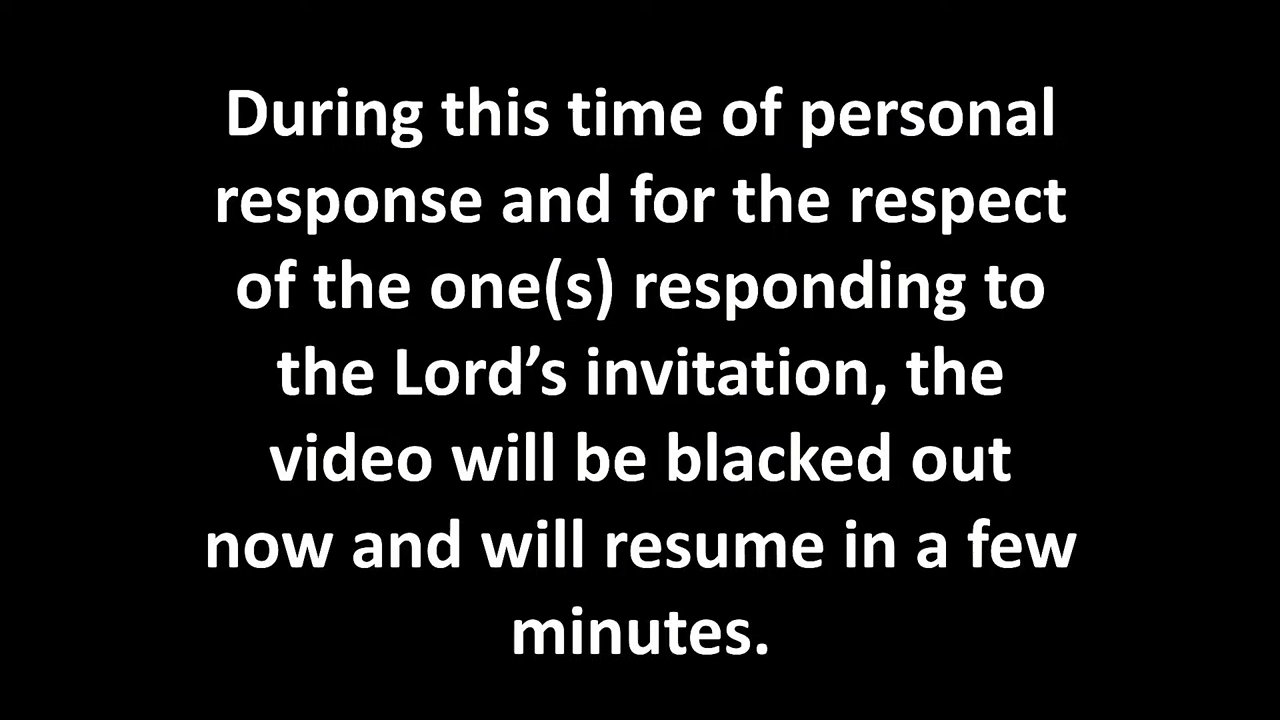 During this time of personal
response and for the respect
of the one(s) responding to
the Lord’s invitation, the
video will be blacked out
now and will resume in a few
minutes.